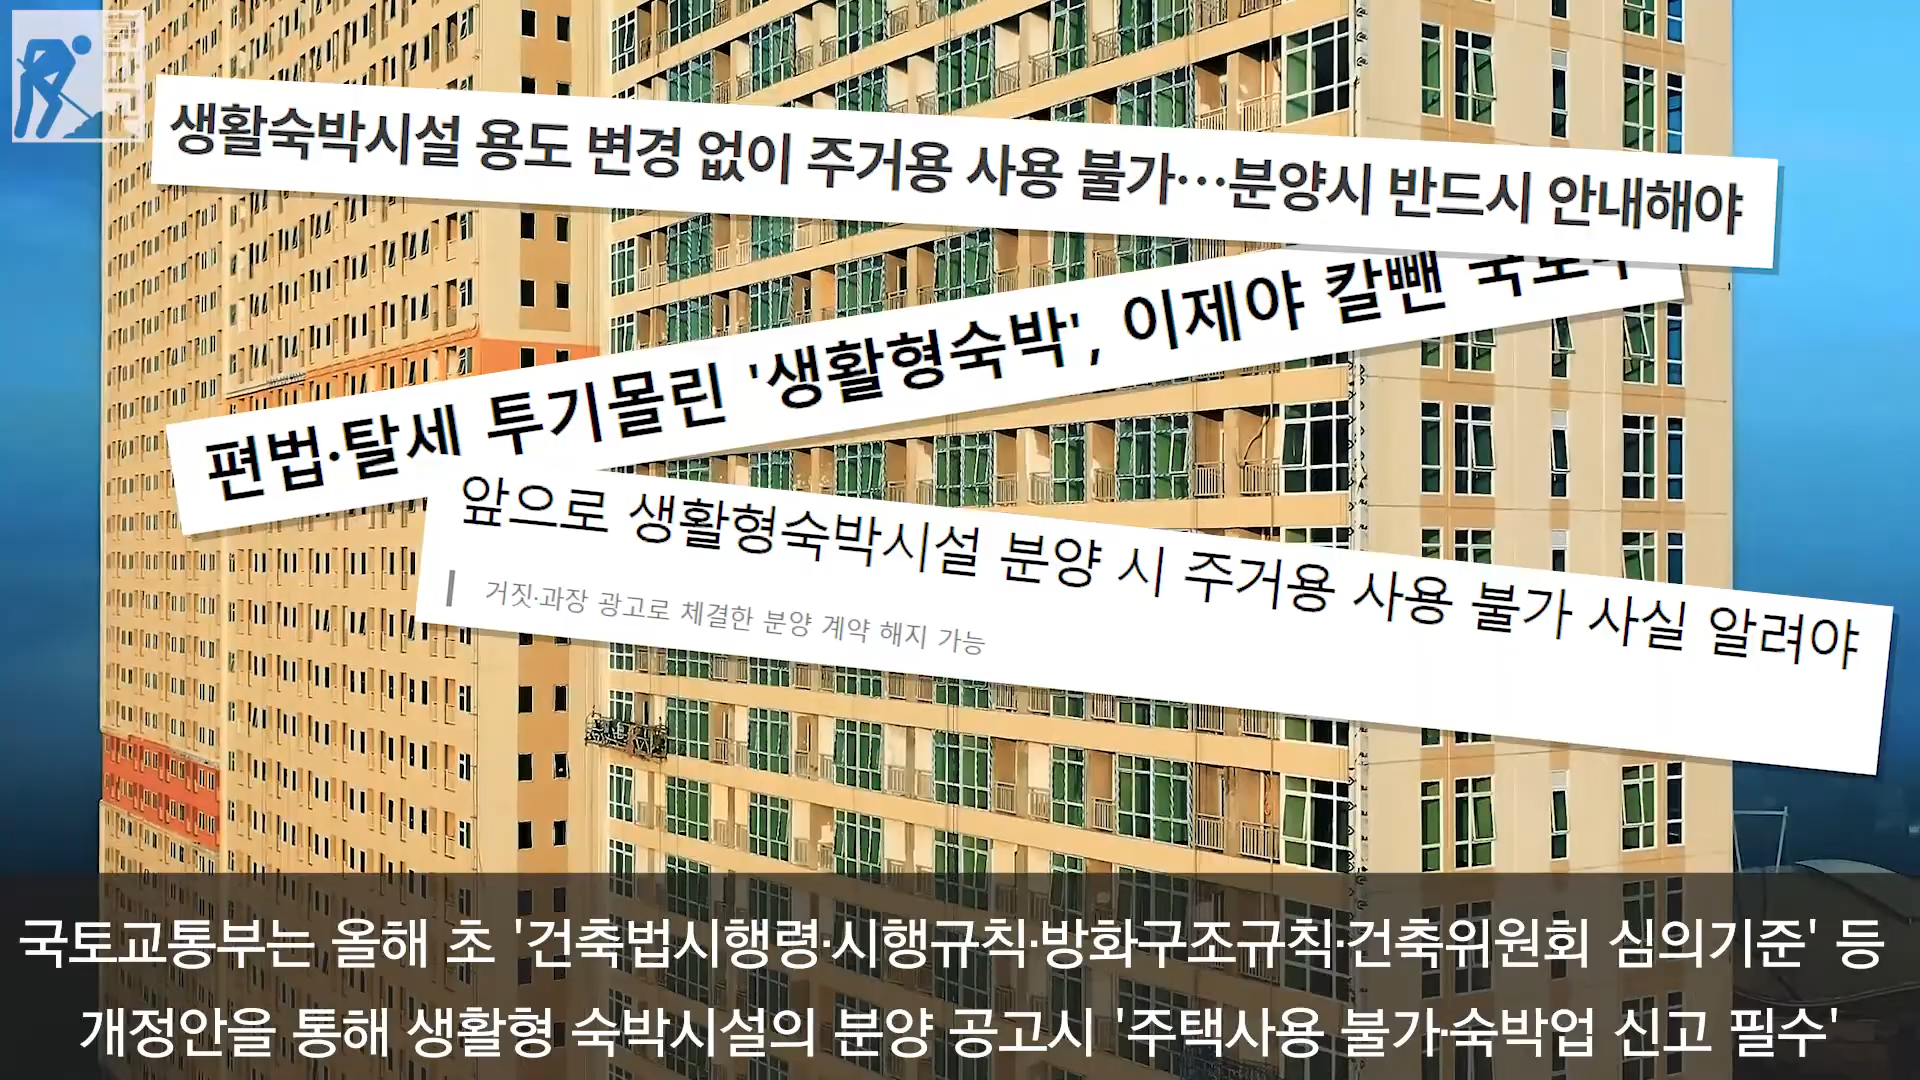 생활숙박시설 용도 변경 없이 주거용 사용 불가…분양시 반드시 안내해야
편법·탈세 투기몰린 '생활형숙박', 이제야 칼뺀
앞으로 생활형숙박시설 분양 시 주거용 사용 불가 사실 알려야
거짓·과장 광고로 체결한 분양 계약 해지 가능
국토교통부는 올해 초 '건축법시행령·시행규칙·방화구조규칙·건축위원회 심의기준' 등
개정안을 통해 생활형 숙박시설의 분양 공고시 '주택사용 불가·숙박업 신고 필수'